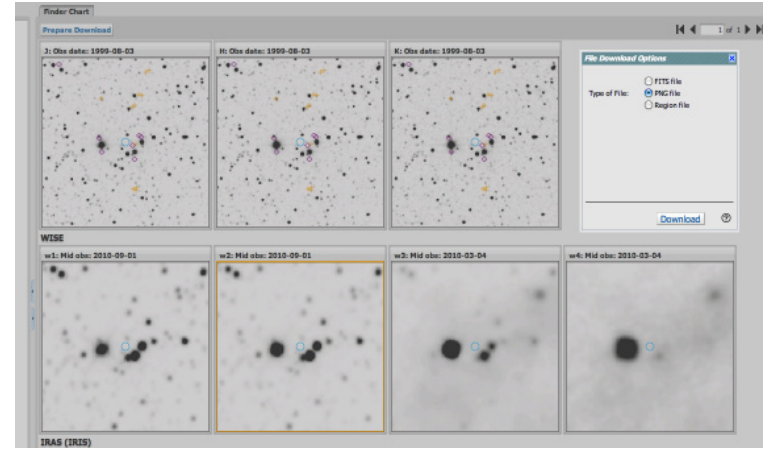 Finder Chart
Prepare Download
1 of 1
J: Obs date: 1999-08-03
H: Obs date: 1999-08-03
K: Obs date: 1999-08-03
File Download Options
Type of File:
FITS file
PNG file
Region file
Download
WISE
w1: Mid obs: 2010-09-01
w2: Mid obs: 2010-09-01
w3: Mid obs: 2010-03-04
w4: Mid obs: 2010-03-04
IRAS (IRIS)